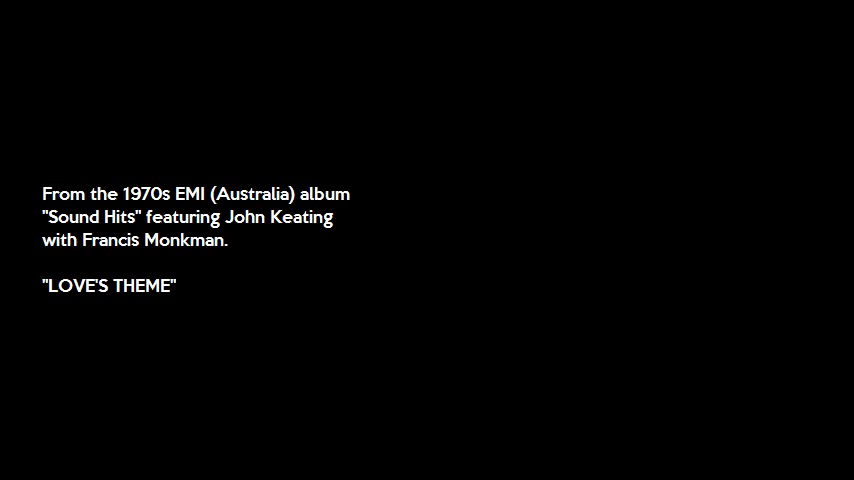 From the 1970s EMI (Australia) album
"Sound Hits" featuring John Keating
with Francis Monkman.
"LOVE'S THEME"